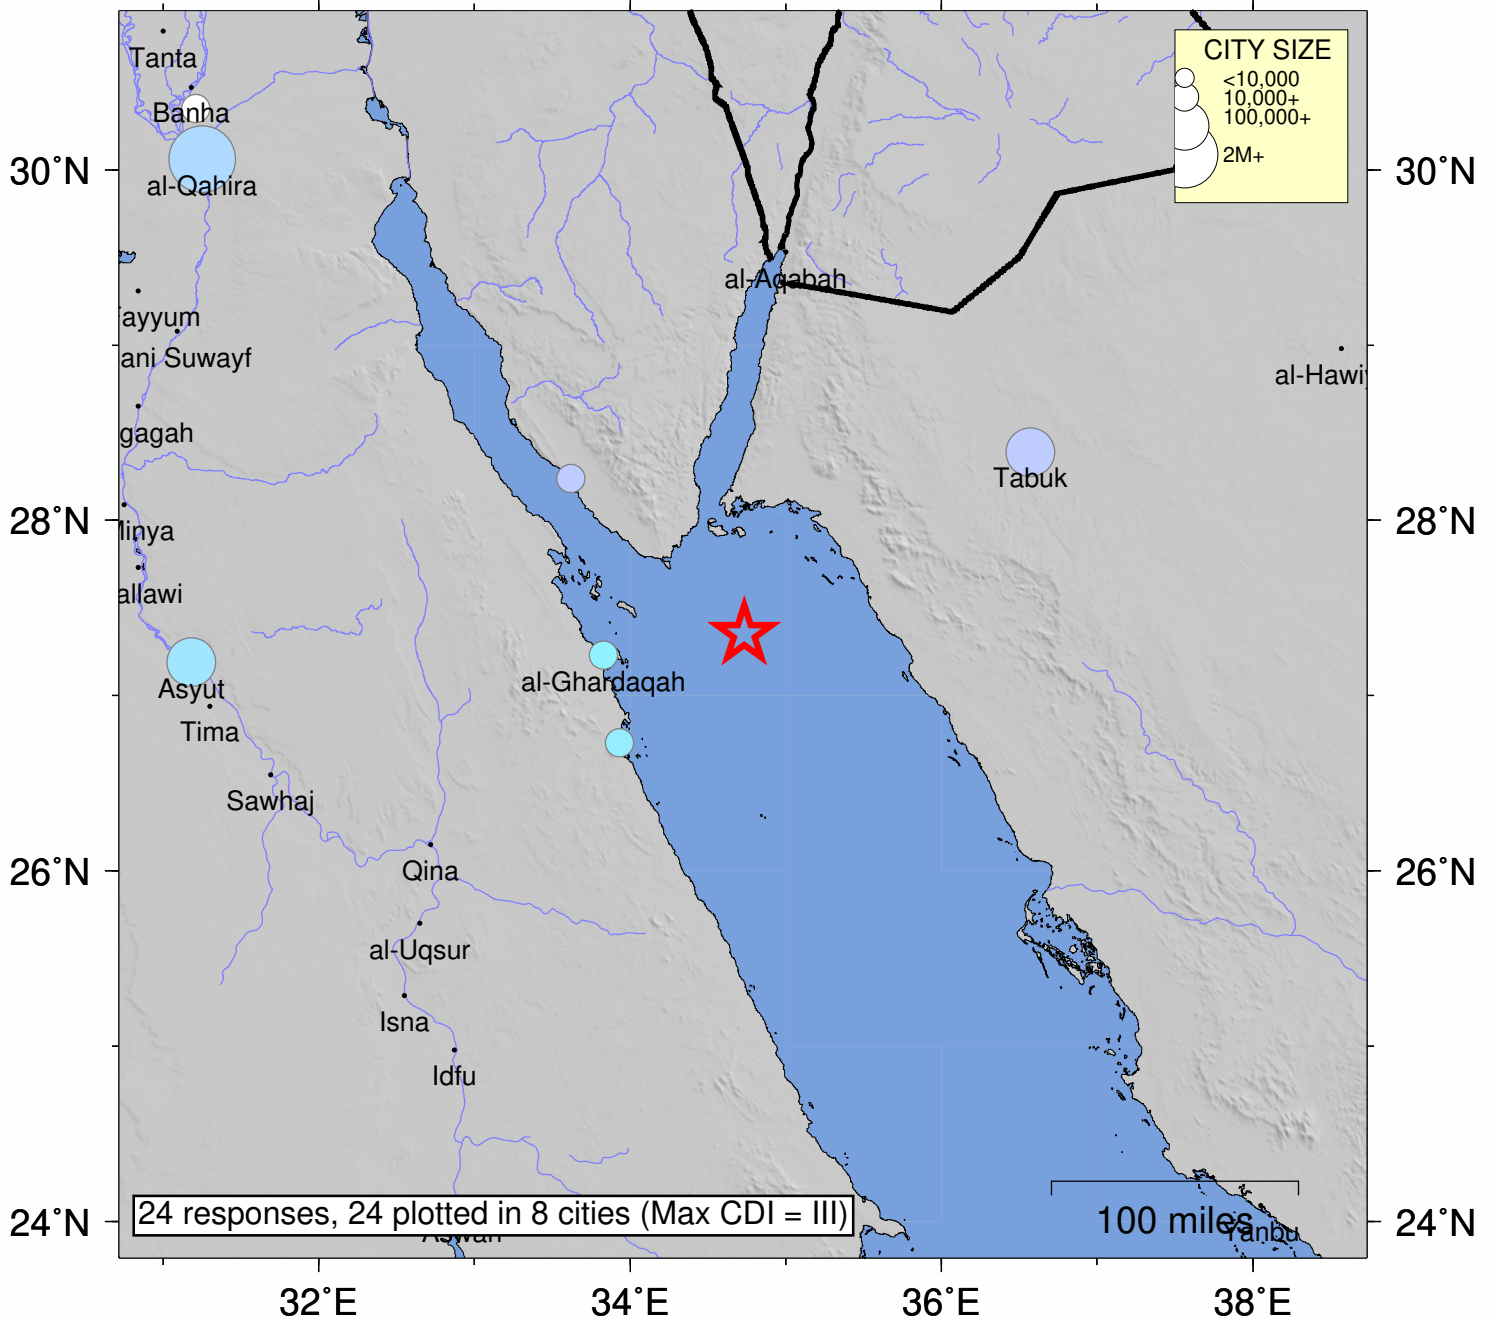 Tanta
CITY SIZE
<10,000
10,000+
100,000+
2M+
Banha
30˚N
30˚N
al-Qahira
al-Aqabah
ayyum
ani Suwayf
al-Hawiy
gagah
Tabuk
28˚N
28˚N
linya
allawi
al-Ghardaqah
Asyut
Tima
Sawhaj
26˚N
26˚N
Qina
al-Uqsur
Isna
Idfu
24˚N
24 responses, 24 plotted in 8 cities (Max CDI = III)
100 miles
24˚N
Aswan
Yanbu
32˚E
34˚E
36˚E
38˚E